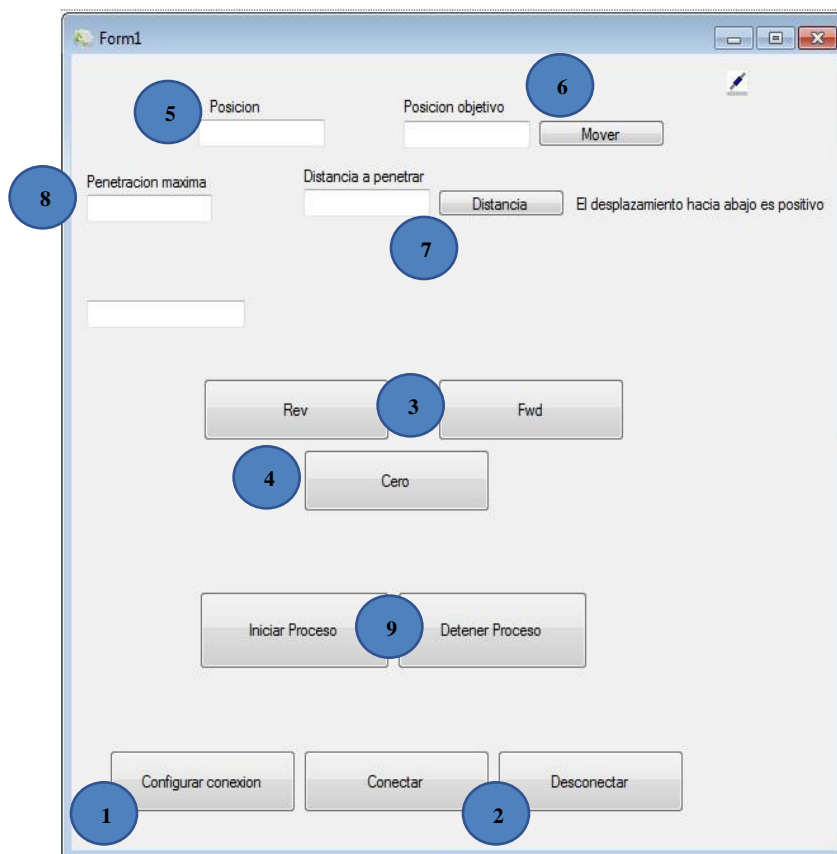 Form1
6
5
Posicion
Posicion objetivo
Mover
8
Penetracion maxima
Distancia a penetrar
Distancia
El desplazamiento hacia abajo es positivo
7
Rev
3
Fwd
4
Cero
Iniciar Proceso
9
Detener Proceso
Configurar conexion
Conectar
Desconectar
1
2